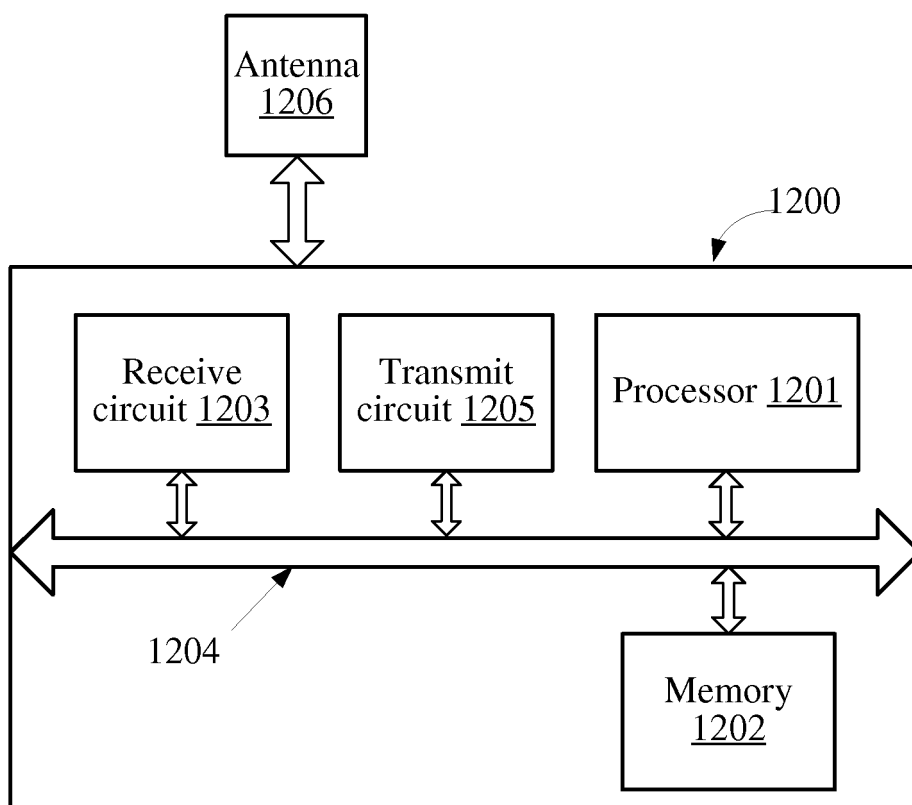 Antenna
1206
1200
Receive
circuit 1203
Transmit
circuit 1205
Processor 1201
1204
Memory
1202